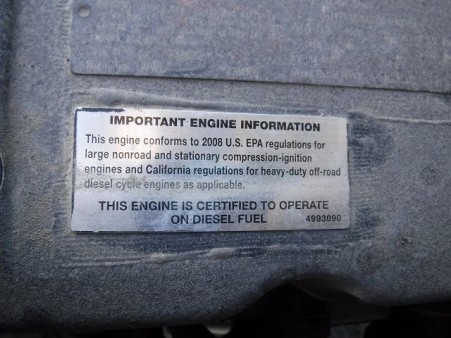 IMPORTANT ENGINE INFORMATION
This engine conforms to 2008 U.S. EPA regulations for
large nonroad and stationary compression-ignition
engines and California regulations for heavy-duty off-road
diesel cycle engines as applicable.
THIS ENGINE IS CERTIFIED TO OPERATE
ON DIESEL FUEL 4993090